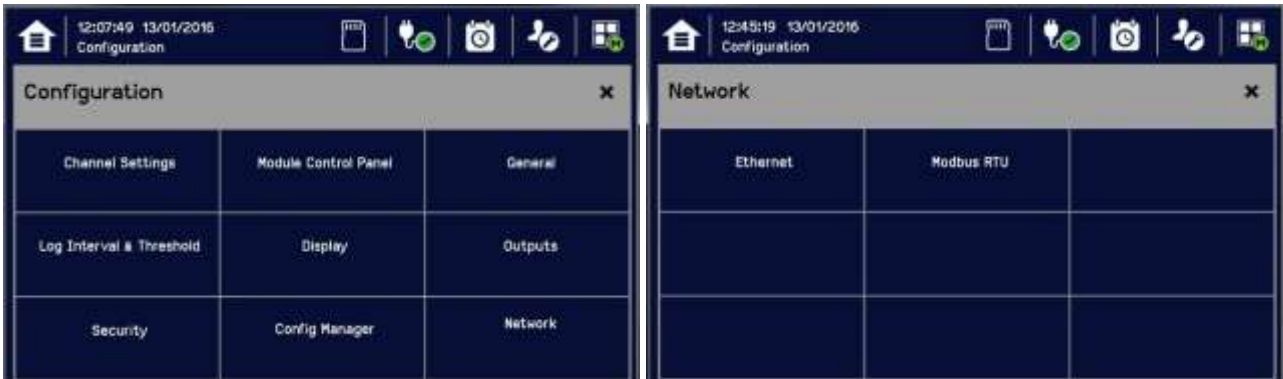 12:07:49 13/01/2016
Configuration
Configuration
Channel Settings
Module Control Panel
General
Log Interval & Threshold
Display
Outputs
Security
Config Manager
Network
12:45:19 13/01/2016
Configuration
Network
Ethernet
Modbus RTU